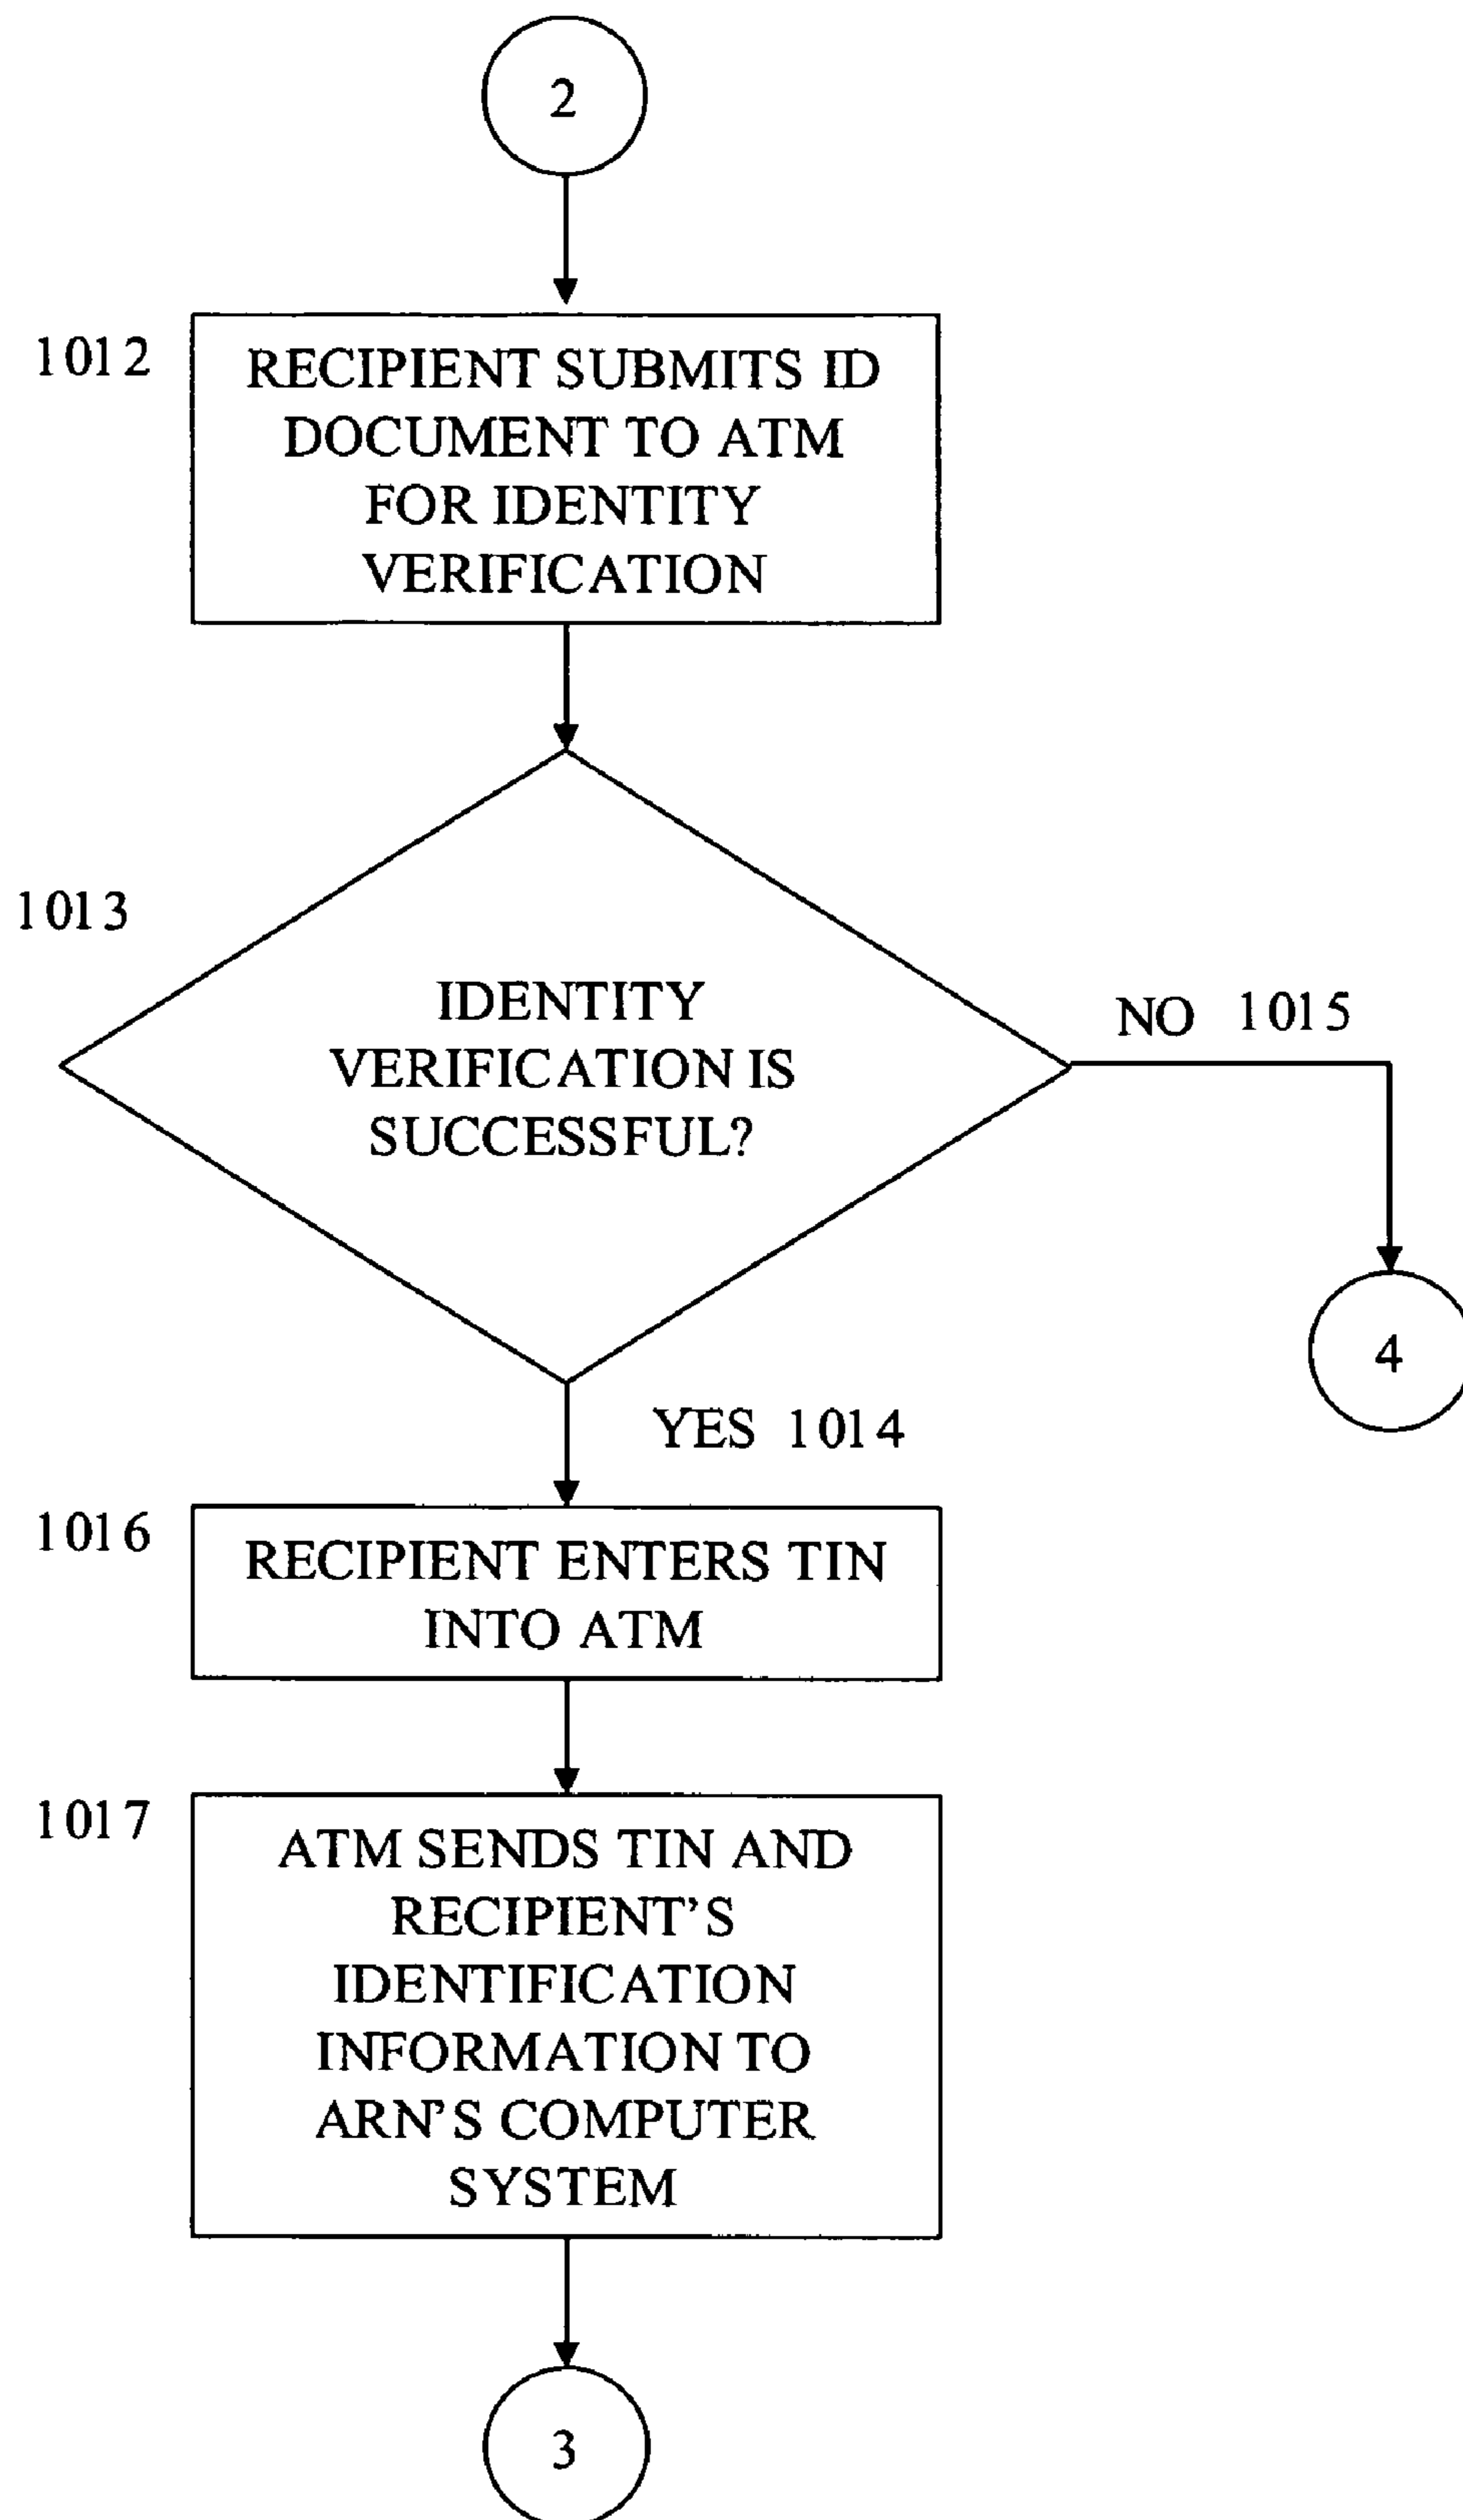 2
1012
RECIPIENT SUBMITS ID
DOCUMENT TO ATM
FOR IDENTITY
VERIFICATION
1013
IDENTITY
VERIFICATION IS
SUCCESSFUL?
NO 1015
4
YES 1014
1016
RECIPIENT ENTERS TIN
INTO ATM
1017
ATM SENDS TIN AND
RECIPIENT’S
IDENTIFICATION
INFORMATION TO
ARN’S COMPUTER
SYSTEM
3